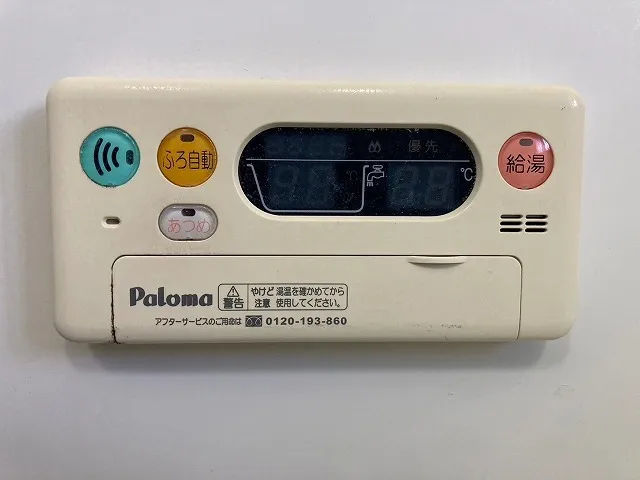 優先
ふろ自動
給湯
℃
あつめ
Paloma
警告
やけど 湯温を確かめてから
注意 使用してください。
アフターサービスのご用命は 0120-193-860